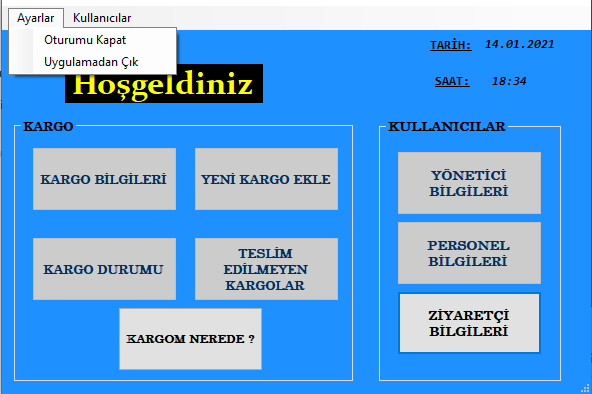 Ayarlar Kullanıcılar
Oturumu Kapat
Uygulamadan Çık
TARİH: 14.01.2021
SAAT: 18:34
Hoşgeldiniz
KARGO
KARGO BİLGİLERİ
YENİ KARGO EKLE
KARGO DURUMU
TESLİM
EDİLMEYEN
KARGOLAR
KARGOM NEREDE ?
KULLANICILAR
YÖNETİCİ
BİLGİLERİ
PERSONEL
BİLGİLERİ
ZİYARETÇİ
BİLGİLERİ